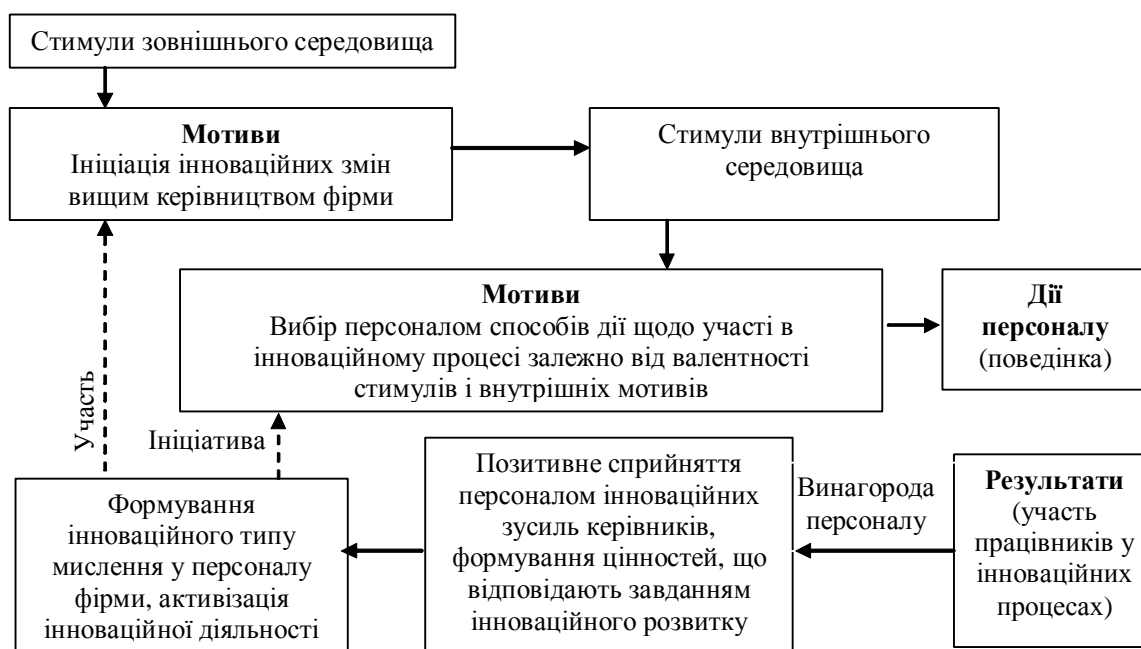 Стимули зовнішнього середовища
Мотиви
Ініціація інноваційних змін
вищим керівництвом фірми
Стимули внутрішнього
середовища
Мотиви
Вибір персоналом способів дії щодо участі в
інноваційному процесі залежно від валентності
стимулів і внутрішніх мотивів
Дії
персоналу
(поведінка)
Участь
Ініціатива
Формування
інноваційного типу
мислення у персоналу
фірми, активізація
інноваційної діяльності
Позитивне сприйняття
персоналом інноваційних
зусиль керівників,
формування цінностей, що
відповідають завданням
інноваційного розвитку
Винагорода
персоналу
Результати
(участь
працівників у
інноваційних
процесах)